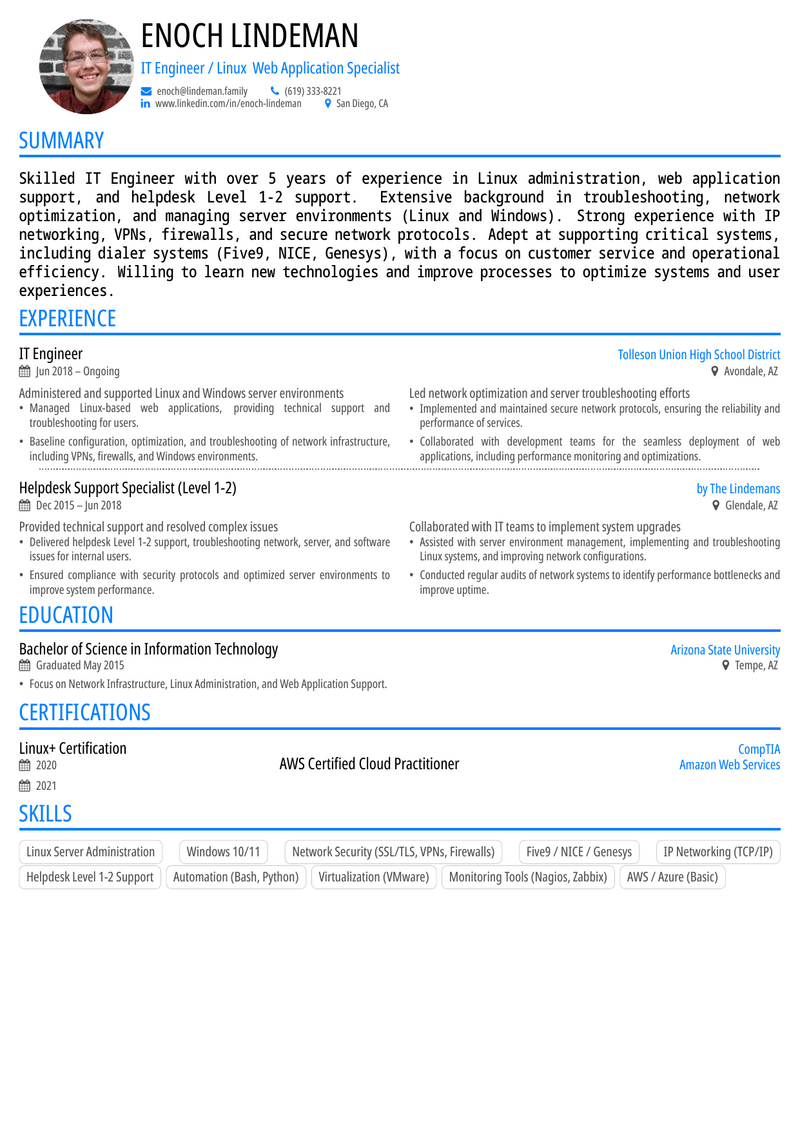 ENOCH LINDEMAN
IT Engineer / Linux Web Application Specialist
enoch@lindeman.family (619) 333-8221
www.linkedin.com/in/enoch-lindeman San Diego, CA
SUMMARY
Skilled IT Engineer with over 5 years of experience in Linux administration, web application
support, and helpdesk Level 1-2 support. Extensive background in troubleshooting, network
optimization, and managing server environments (Linux and Windows). Strong experience with IP
networking, VPNs, firewalls, and secure network protocols. Adept at supporting critical systems,
including dialer systems (Five9, NICE, Genesys), with a focus on customer service and operational
efficiency. Willing to learn new technologies and improve processes to optimize systems and user
experiences.
EXPERIENCE
IT Engineer Tolleson Union High School District
Jun 2018 – Ongoing Avondale, AZ
Administered and supported Linux and Windows server environments
• Managed Linux-based web applications, providing technical support and
troubleshooting for users.
• Baseline configuration, optimization, and troubleshooting of network infrastructure,
including VPNs, firewalls, and Windows environments.
Led network optimization and server troubleshooting efforts
• Implemented and maintained secure network protocols, ensuring the reliability and
performance of services.
• Collaborated with development teams for the seamless deployment of web
applications, including performance monitoring and optimizations.
Helpdesk Support Specialist (Level 1-2) by The Lindemans
Dec 2015 – Jun 2018 Glendale, AZ
Provided technical support and resolved complex issues
• Delivered helpdesk Level 1-2 support, troubleshooting network, server, and software
issues for internal users.
• Ensured compliance with security protocols and optimized server environments to
improve system performance.
Collaborated with IT teams to implement system upgrades
• Assisted with server environment management, implementing and troubleshooting
Linux systems, and improving network configurations.
• Conducted regular audits of network systems to identify performance bottlenecks and
improve uptime.
EDUCATION
Bachelor of Science in Information Technology Arizona State University
Graduated May 2015 Tempe, AZ
• Focus on Network Infrastructure, Linux Administration, and Web Application Support.
CERTIFICATIONS
Linux+ Certification CompTIA
2020 AWS Certified Cloud Practitioner Amazon Web Services
2021
SKILLS
Linux Server Administration Windows 10/11 Network Security (SSL/TLS, VPNs, Firewalls) Five9 / NICE / Genesys IP Networking (TCP/IP)
Helpdesk Level 1-2 Support Automation (Bash, Python) Virtualization (VMware) Monitoring Tools (Nagios, Zabbix) AWS / Azure (Basic)